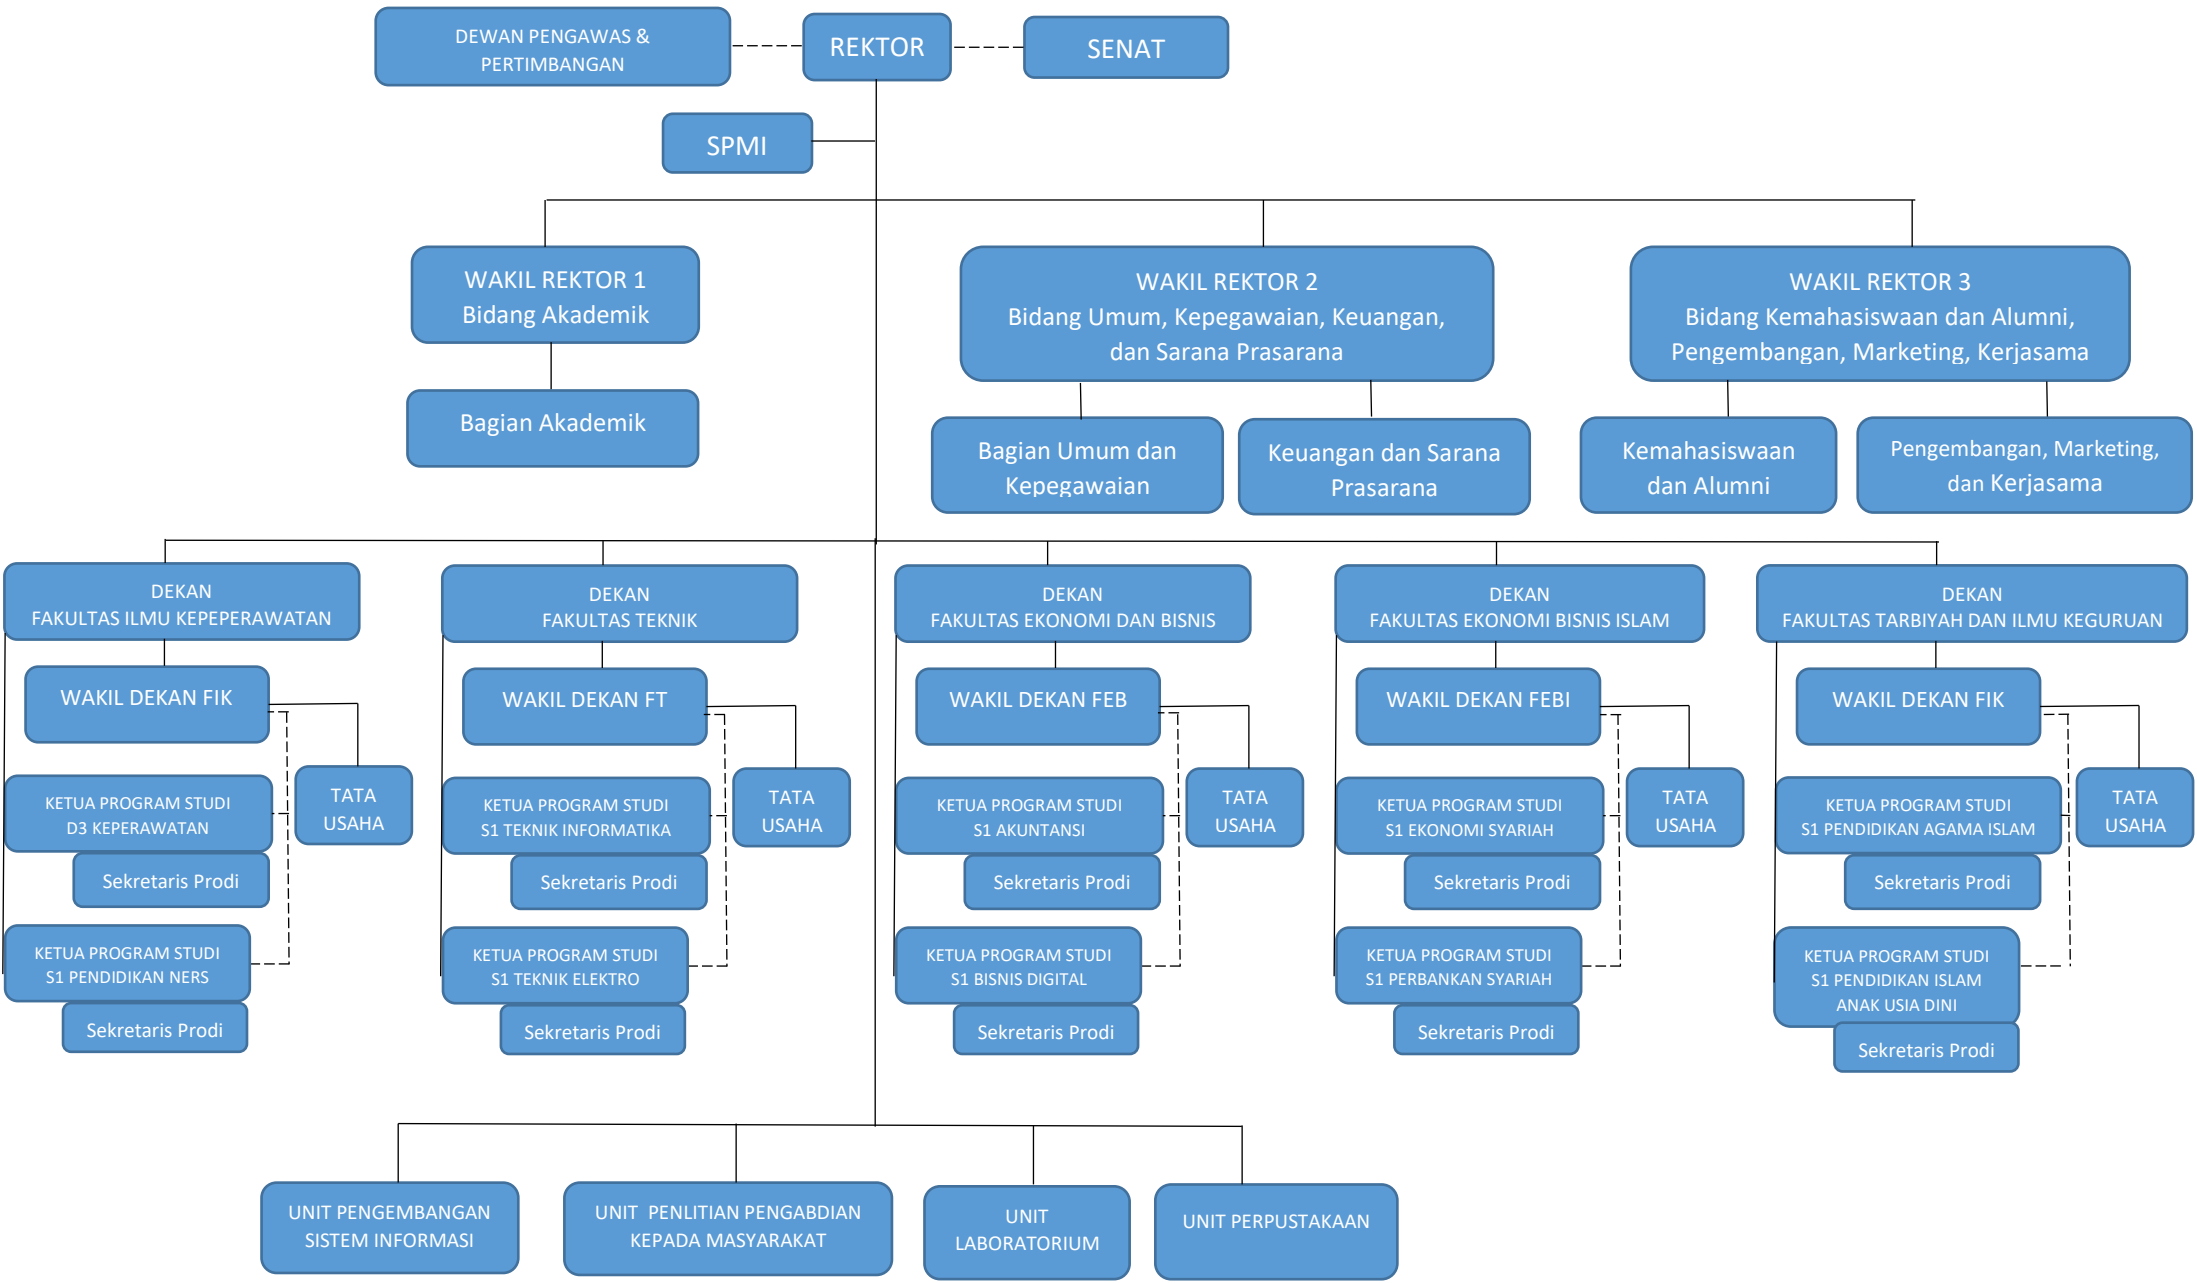 DEWAN PENGAWAS &
PERTIMBANGAN
REKTOR
SENAT
SPMI
WAKIL REKTOR 1
Bidang Akademik
WAKIL REKTOR 2
Bidang Umum, Kepegawaian, Keuangan,
dan Sarana Prasarana
WAKIL REKTOR 3
Bidang Kemahasiswaan dan Alumni,
Pengembangan, Marketing, Kerjasama
Bagian Akademik
Bagian Umum dan
Kepegawaian
Keuangan dan Sarana
Prasarana
Kemahasiswaan
dan Alumni
Pengembangan, Marketing,
dan Kerjasama
DEKAN
FAKULTAS ILMU KEPEPERAWATAN
DEKAN
FAKULTAS TEKNIK
DEKAN
FAKULTAS EKONOMI DAN BISNIS
DEKAN
FAKULTAS EKONOMI BISNIS ISLAM
DEKAN
FAKULTAS TARBIYAH DAN ILMU KEGURUAN
WAKIL DEKAN FIK
WAKIL DEKAN FT
WAKIL DEKAN FEB
WAKIL DEKAN FEBI
WAKIL DEKAN FIK
KETUA PROGRAM STUDI
D3 KEPERAWATAN
TATA
USAHA
KETUA PROGRAM STUDI
S1 TEKNIK INFORMATIKA
TATA
USAHA
KETUA PROGRAM STUDI
S1 AKUNTANSI
TATA
USAHA
KETUA PROGRAM STUDI
S1 EKONOMI SYARIAH
TATA
USAHA
KETUA PROGRAM STUDI
S1 PENDIDIKAN AGAMA ISLAM
TATA
USAHA
Sekretaris Prodi
Sekretaris Prodi
Sekretaris Prodi
Sekretaris Prodi
Sekretaris Prodi
KETUA PROGRAM STUDI
S1 PENDIDIKAN NERS
KETUA PROGRAM STUDI
S1 TEKNIK ELEKTRO
KETUA PROGRAM STUDI
S1 BISNIS DIGITAL
KETUA PROGRAM STUDI
S1 PERBANKAN SYARIAH
KETUA PROGRAM STUDI
S1 PENDIDIKAN ISLAM
ANAK USIA DINI
Sekretaris Prodi
Sekretaris Prodi
Sekretaris Prodi
Sekretaris Prodi
Sekretaris Prodi
UNIT PENGEMBANGAN
SISTEM INFORMASI
UNIT PENLITIAN PENGABDIAN
KEPADA MASYARAKAT
UNIT
LABORATORIUM
UNIT PERPUSTAKAAN